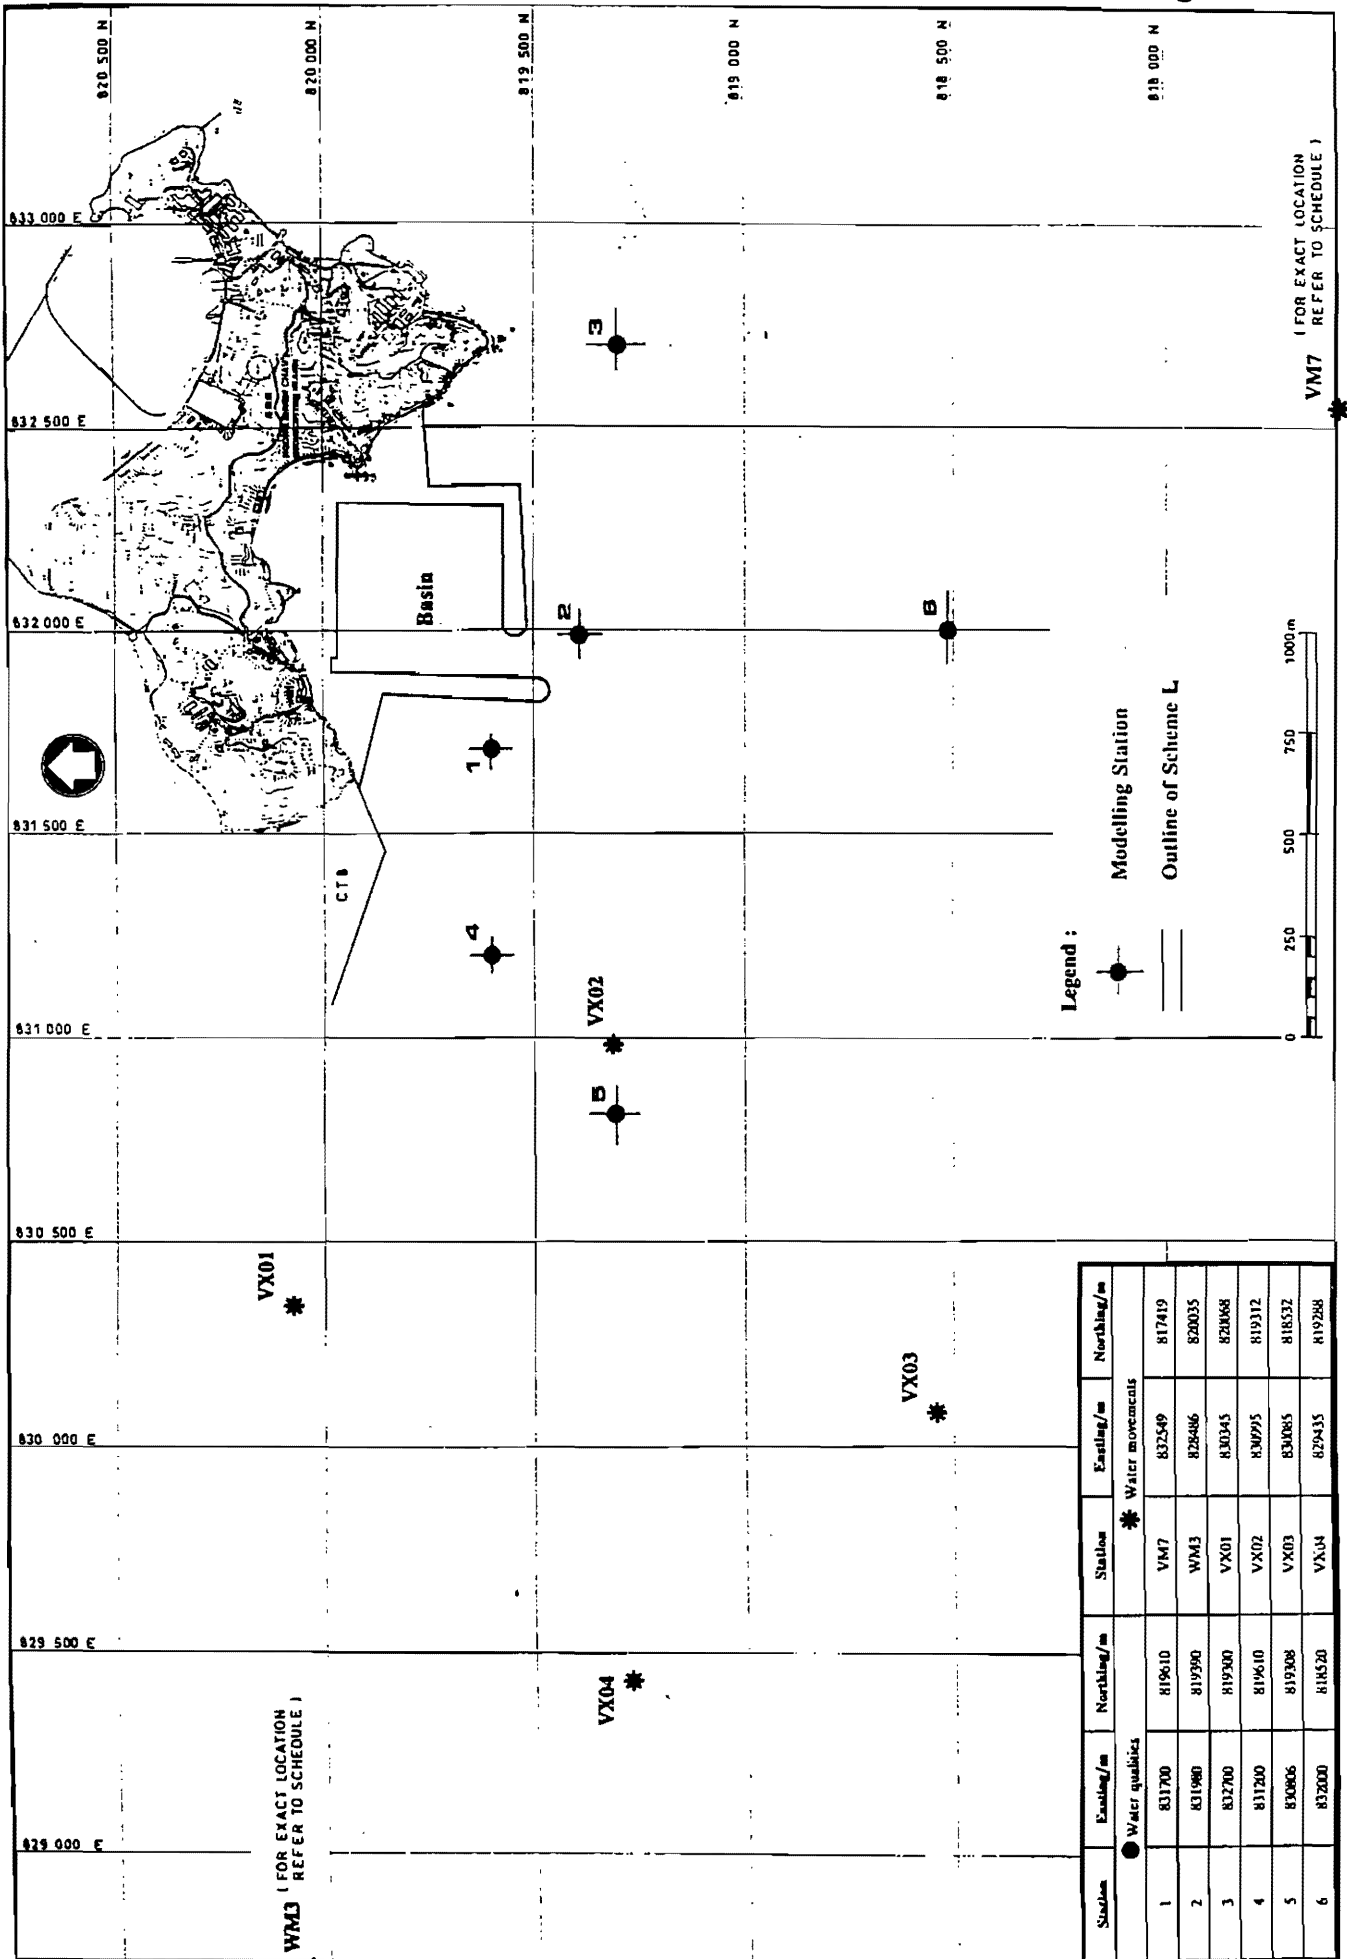 820 500 N
820 000 N
819 500 N
819 000 N
818 500 N
818 000 N
829 000 E
829 500 E
830 000 E
830 500 E
831 000 E
831 500 E
832 000 E
832 500 E
833 000 E
WM3
( FOR EXACT LOCATION
REFER TO SCHEDULE )
VX01
CTB
Basin
4
1
2
3
VX04
5
VX02
VX03
6
VM7
( FOR EXACT LOCATION
REFER TO SCHEDULE )
Legend :
Modelling Station
Outline of Scheme L
0 250 500 750 1000 m
Station Easting/m Northing/m Station Easting/m Northing/m
Water qualities Water movements
1 831700 819610 VM7 832549 817419
2 831980 819390 WM3 828486 820035
3 832700 819300 VX01 830345 820068
4 831200 819610 VX02 830995 819312
5 830806 819308 VX03 830085 818532
6 832000 818520 VX04 829435 819288